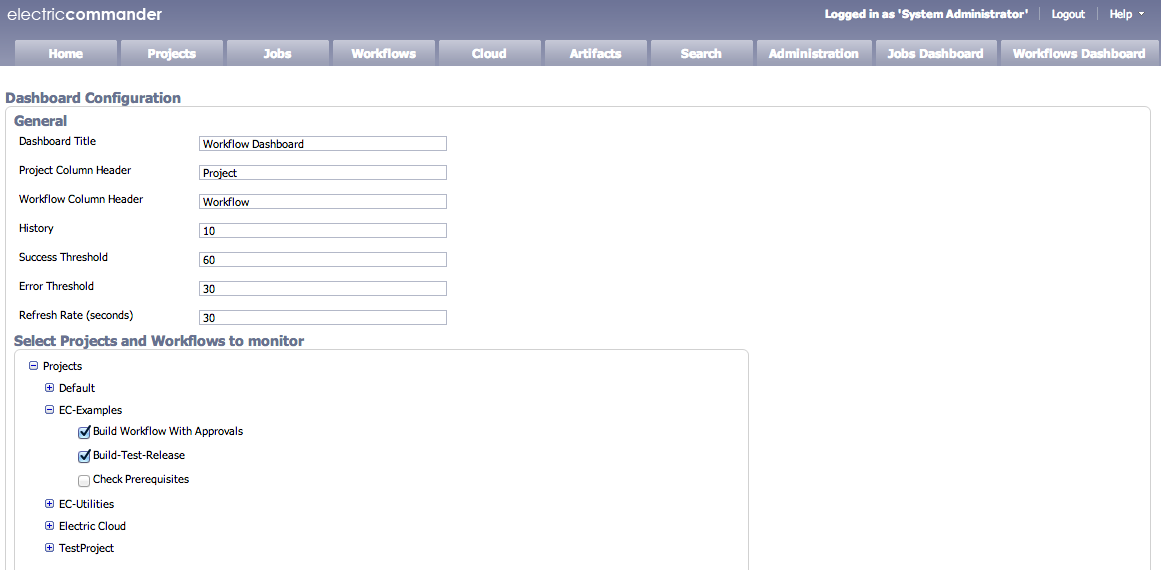 electriccommander
Logged in as 'System Administrator' Logout Help
Home Projects Jobs Workflows Cloud Artifacts Search Administration Jobs Dashboard Workflows Dashboard
Dashboard Configuration
General
Dashboard Title Workflow Dashboard
Project Column Header Project
Workflow Column Header Workflow
History 10
Success Threshold 60
Error Threshold 30
Refresh Rate (seconds) 30
Select Projects and Workflows to monitor
Projects
Default
EC-Examples
Build Workflow With Approvals
Build-Test-Release
Check Prerequisites
EC-Utilities
Electric Cloud
TestProject